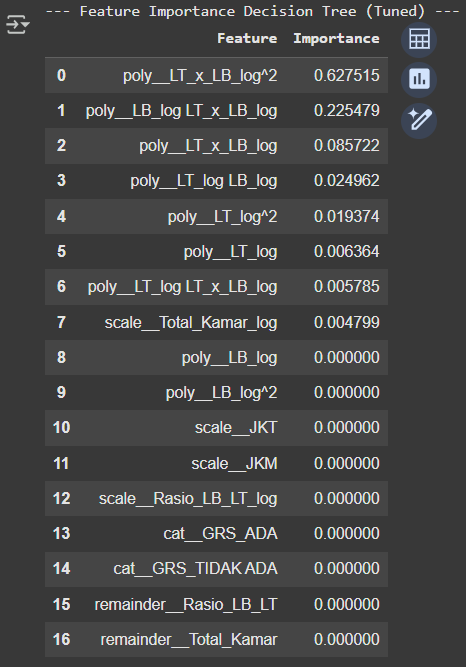 --- Feature Importance Decision Tree (Tuned) ---
Feature Importance
0 poly__LT_x_LB_log^2 0.627515
1 poly__LB_log LT_x_LB_log 0.225479
2 poly__LT_x_LB_log 0.085722
3 poly__LT_log LB_log 0.024962
4 poly__LT_log^2 0.019374
5 poly__LT_log 0.006364
6 poly__LT_log LT_x_LB_log 0.005785
7 scale__Total_Kamar_log 0.004799
8 poly__LB_log 0.000000
9 poly__LB_log^2 0.000000
10 scale__JKT 0.000000
11 scale__JKM 0.000000
12 scale__Rasio_LB_LT_log 0.000000
13 cat__GRS_ADA 0.000000
14 cat__GRS_TIDAK ADA 0.000000
15 remainder__Rasio_LB_LT 0.000000
16 remainder__Total_Kamar 0.000000